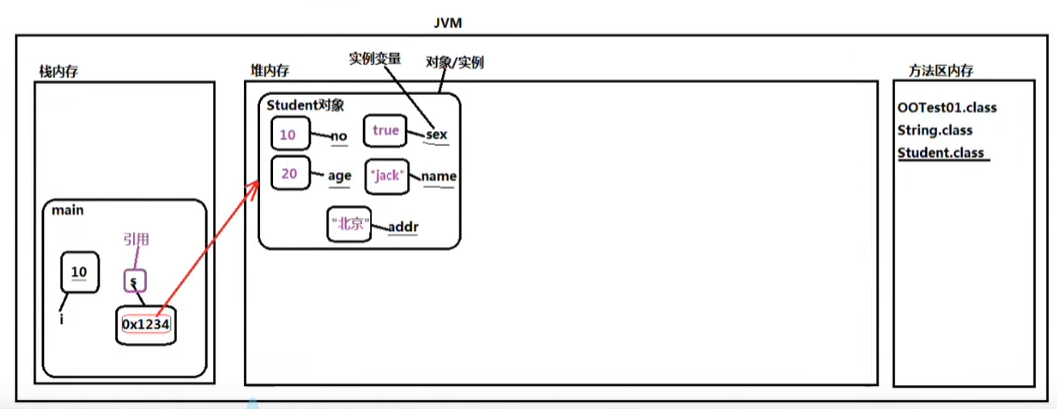 JVM
栈内存
堆内存
实例变量
对象/实例
方法区内存
Student对象
10
no
true
sex
20
age
"jack"
name
"北京"
addr
OOTest01.class
String.class
Student.class
main
引用
10
s
i
0x1234